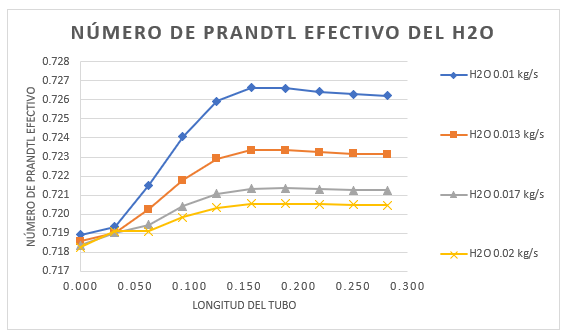 NÚMERO DE PRANDTL EFECTIVO DEL H2O
NÚMERO DE PRANDTL EFECTIVO
0.728
0.727
0.726
0.725
0.724
0.723
0.722
0.721
0.720
0.719
0.718
0.717
0.000 0.050 0.100 0.150 0.200 0.250 0.300
LONGITUD DEL TUBO
H2O 0.01 kg/s
H2O 0.013 kg/s
H2O 0.017 kg/s
H2O 0.02 kg/s